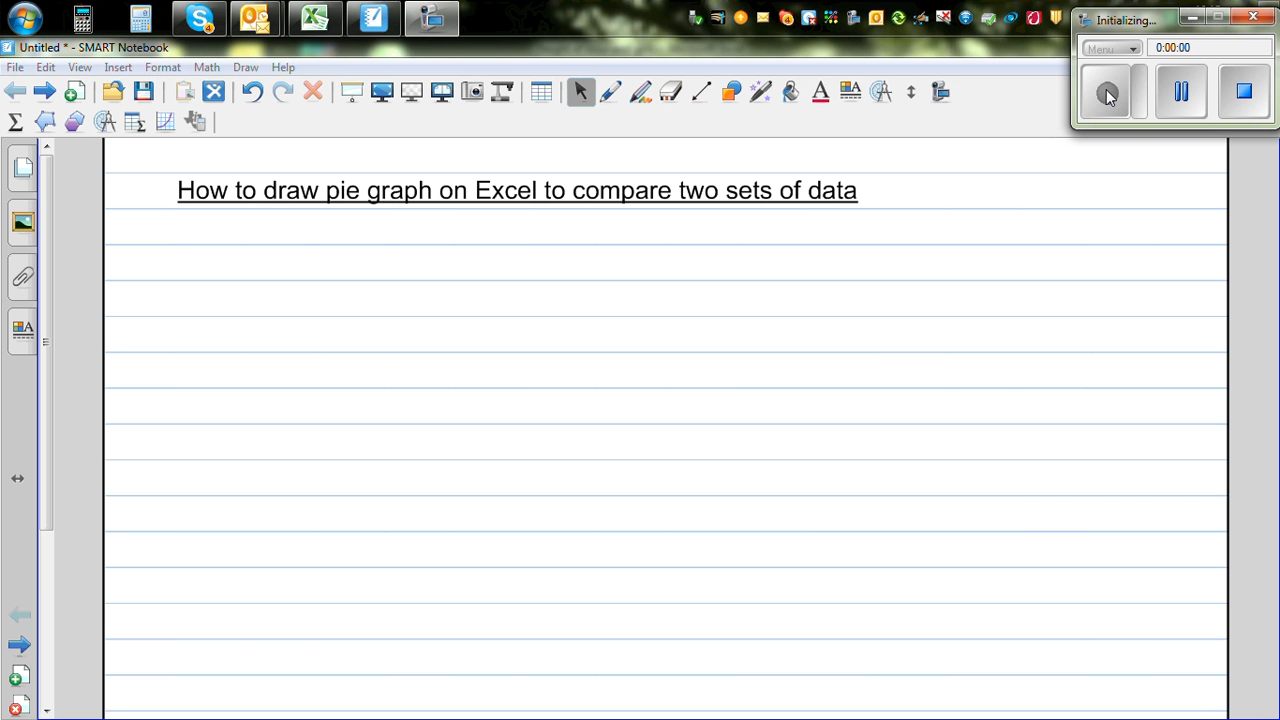 Initializing...
Untitled * - SMART Notebook
Menu
0:00:00
File Edit View Insert Format Math Draw Help
How to draw pie graph on Excel to compare two sets of data